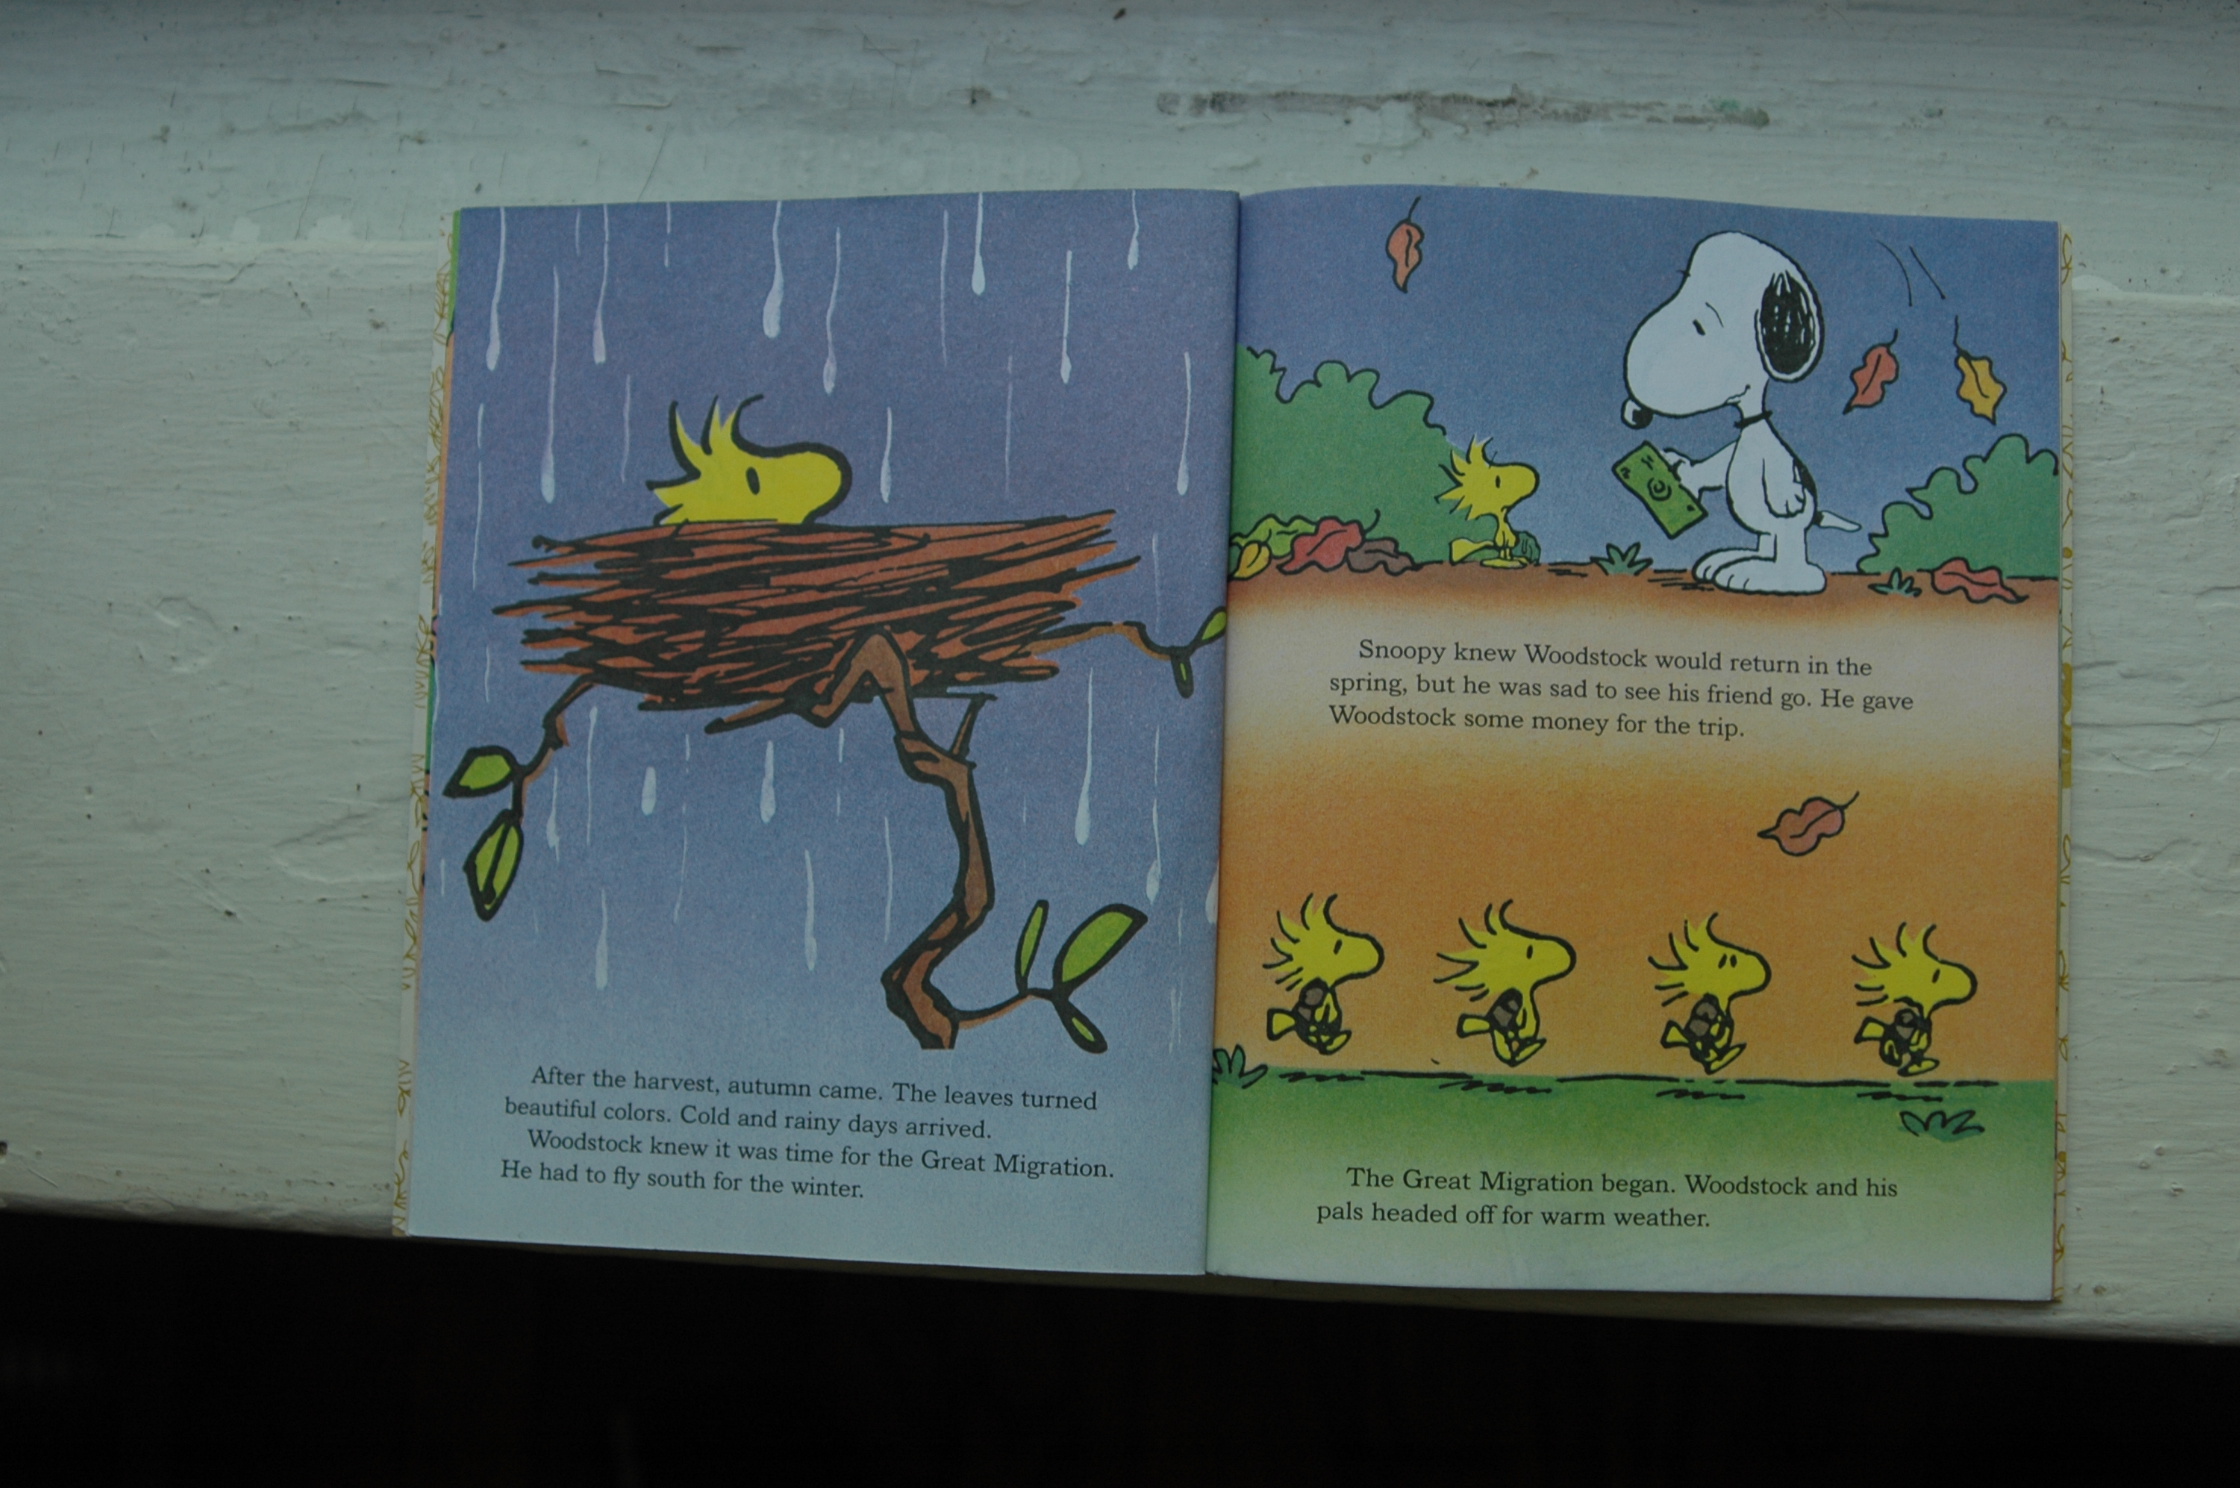 After the harvest, autumn came. The leaves turned
beautiful colors. Cold and rainy days arrived.
Woodstock knew it was time for the Great Migration.
He had to fly south for the winter.
Snoopy knew Woodstock would return in the
spring, but he was sad to see his friend go. He gave
Woodstock some money for the trip.
The Great Migration began. Woodstock and his
pals headed off for warm weather.